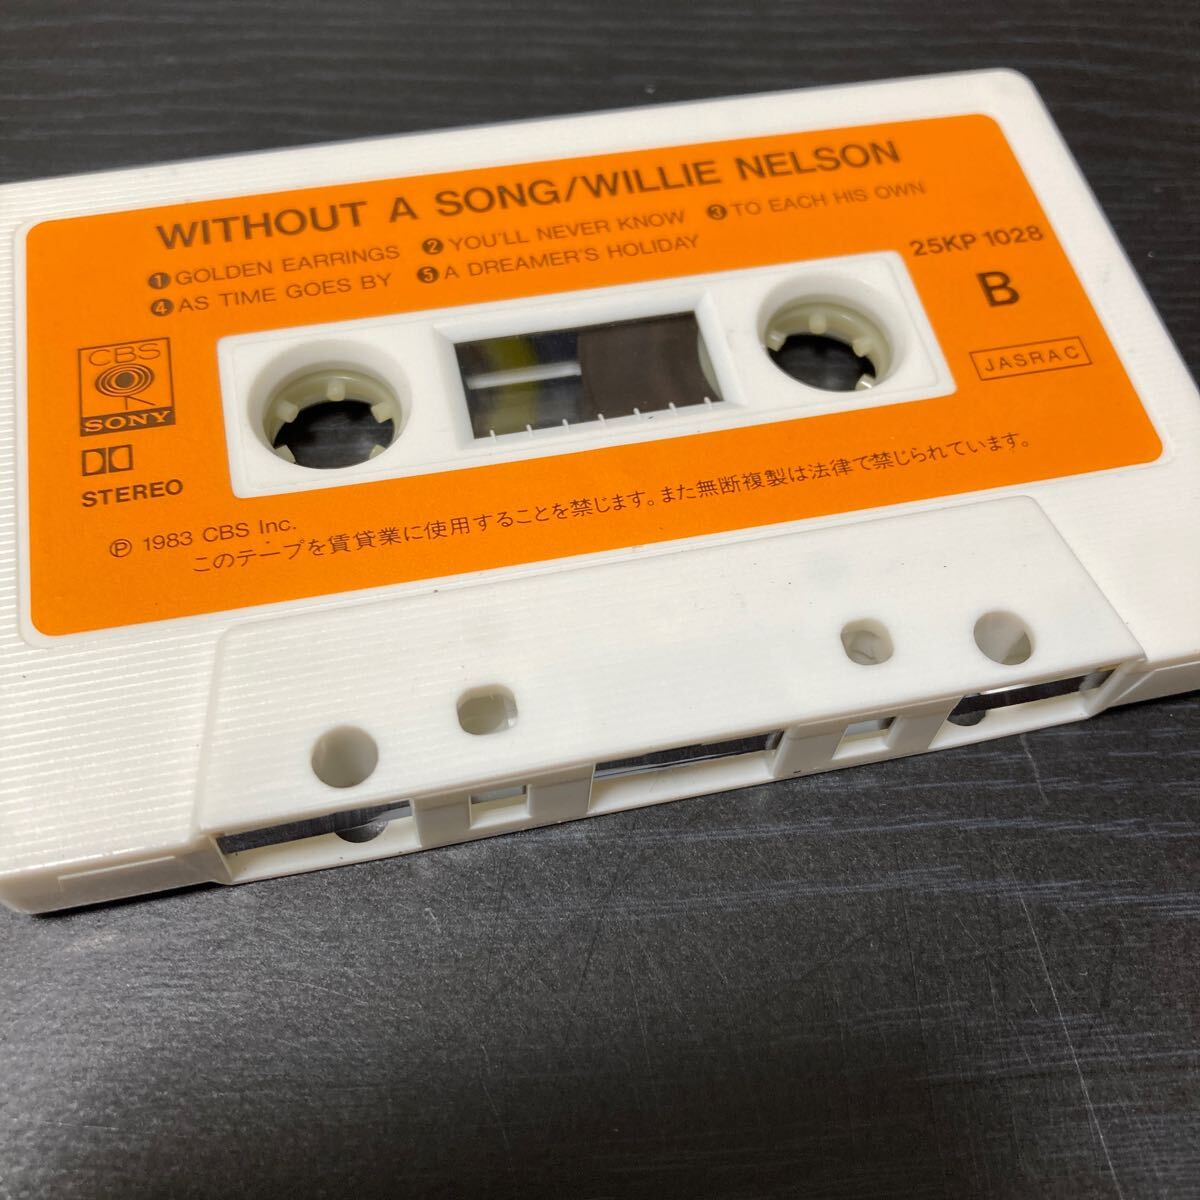 WITHOUT A SONG/WILLIE NELSON
❶GOLDEN EARRINGS ❷YOU'LL NEVER KNOW ❸TO EACH HIS OWN
❹AS TIME GOES BY ❺A DREAMER'S HOLIDAY
25KP 1028
B
JASRAC
CBS
SONY
STEREO
Ⓟ 1983 CBS Inc.
このテープを賃貸業に使用することを禁じます。また無断複製は法律で禁じられています。